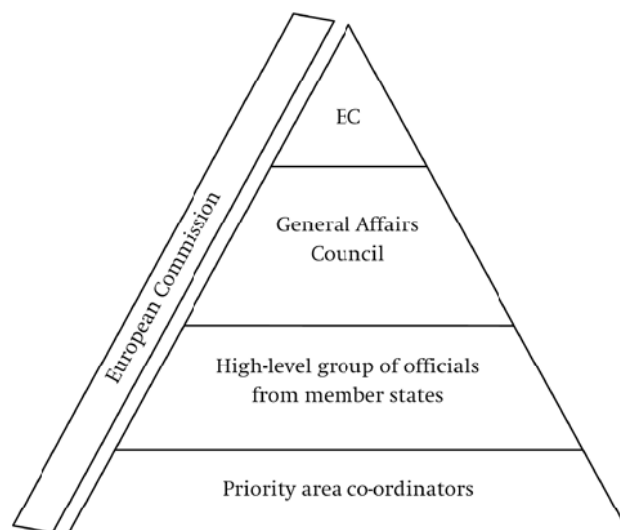 EC
European Commission
General Affairs
Council
High-level group of officials
from member states
Priority area co-ordinators